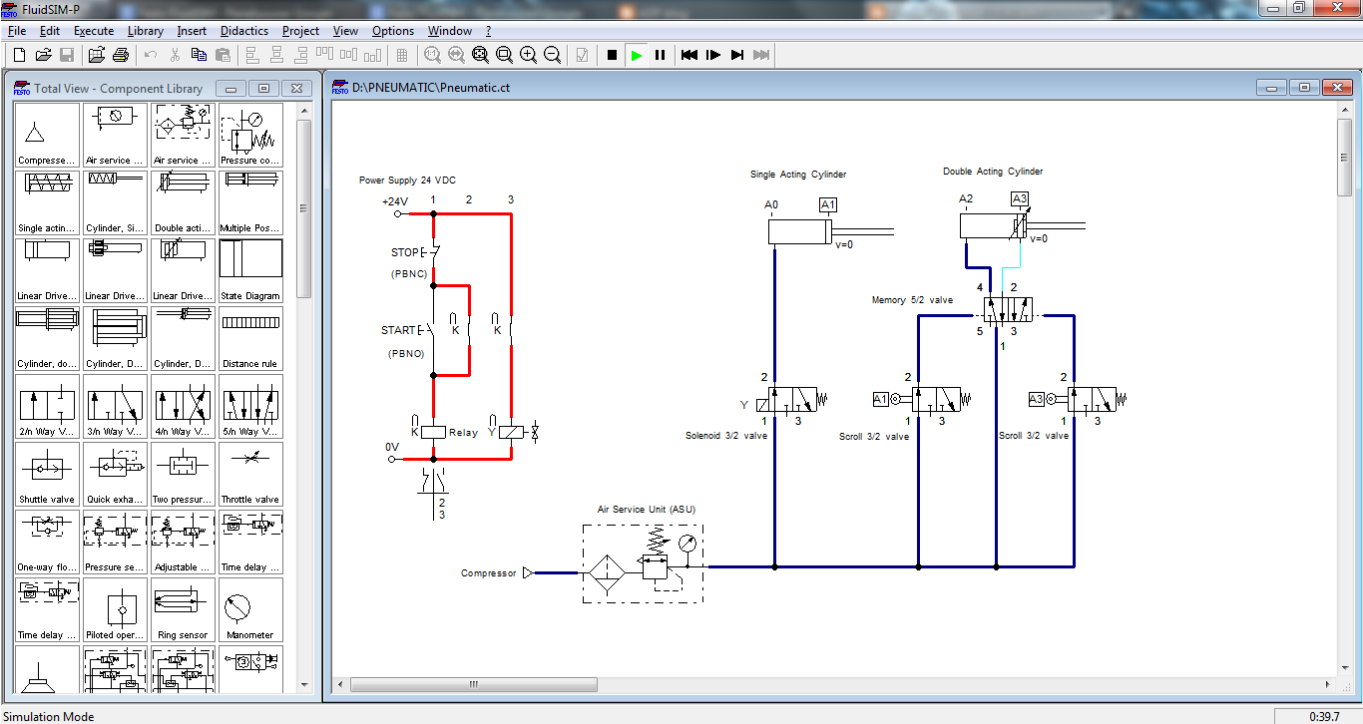 FluidSIM-P
File Edit Execute Library Insert Didactics Project View Options Window ?
FESTO Total View - Component Library
Compresse... Air service ... Air service ... Pressure co...
Single actin... Cylinder, Si... Double acti... Multiple Pos...
Linear Drive... Linear Drive... Linear Drive... State Diagram
Cylinder, do... Cylinder, D... Cylinder, D... Distance rule
2/n Way V... 3/n Way V... 4/n Way V... 5/n Way V...
Shuttle valve Quick exha... Two pressur... Throttle valve
One-way flo... Pressure se... Adjustable ... Time delay ...
Time delay ... Piloted oper... Ring sensor Manometer
FESTO D:\PNEUMATIC\Pneumatic.ct
Power Supply 24 VDC
+24V 1 2 3
STOP
(PBNC)
START K K
(PBNO)
K Relay Y
0V
2
3
Single Acting Cylinder
A0 A1
v=0
Double Acting Cylinder
A2 A3
v=0
4 2
Memory 5/2 valve
5 3
1
2
Y
1 3
Solenoid 3/2 valve
2
A1
1 3
Scroll 3/2 valve
2
A3
1 3
Scroll 3/2 valve
Air Service Unit (ASU)
Compressor
Simulation Mode 0:39.7